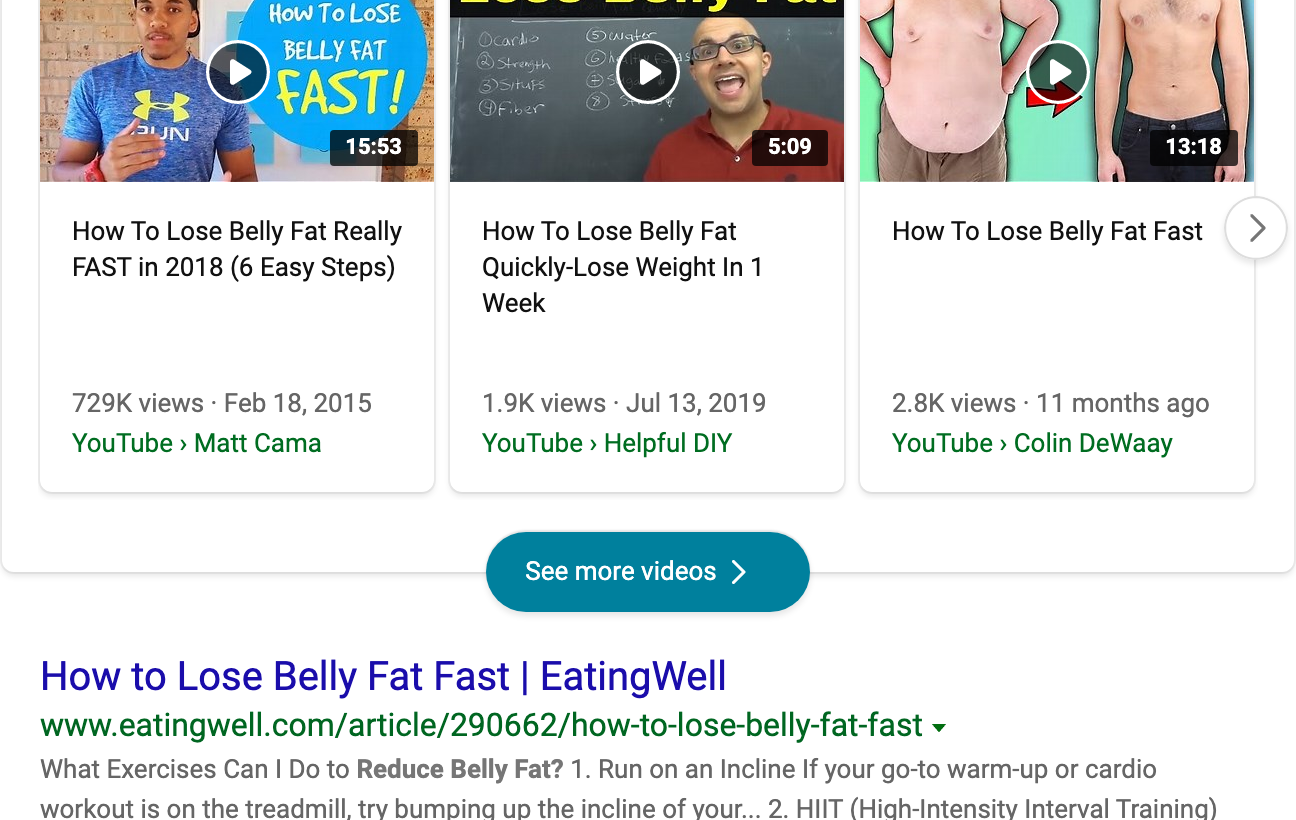 HOW TO LOSE
BELLY FAT
FAST!
RUN
15:53
Lose Belly Fat
①Cardio
②Strength
③Situps
④Fiber
⑤Water
5:09
13:18
How To Lose Belly Fat Really
FAST in 2018 (6 Easy Steps)
729K views · Feb 18, 2015
YouTube › Matt Cama
How To Lose Belly Fat
Quickly-Lose Weight In 1
Week
1.9K views · Jul 13, 2019
YouTube › Helpful DIY
How To Lose Belly Fat Fast
2.8K views · 11 months ago
YouTube › Colin DeWaay
See more videos
How to Lose Belly Fat Fast | EatingWell
www.eatingwell.com/article/290662/how-to-lose-belly-fat-fast
What Exercises Can I Do to Reduce Belly Fat? 1. Run on an Incline If your go-to warm-up or cardio
workout is on the treadmill, try bumping up the incline of your... 2. HIIT (High-Intensity Interval Training)